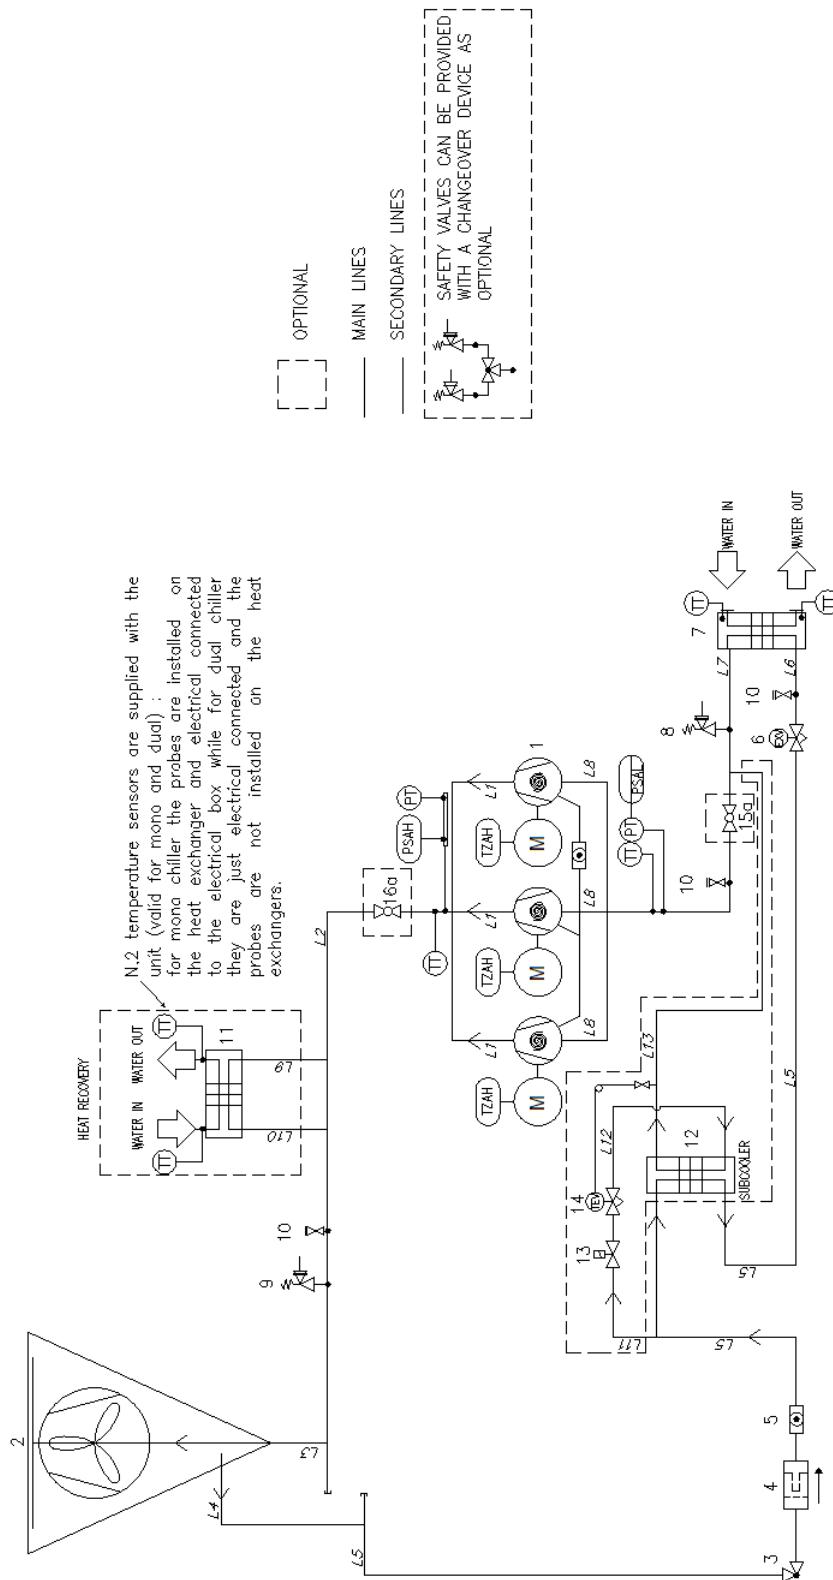 OPTIONAL
MAIN LINES
SECONDARY LINES
SAFETY VALVES CAN BE PROVIDED
WITH A CHANGEOVER DEVICE AS
OPTIONAL
N.2 temperature sensors are supplied with the
unit (valid for mono and dual) :
for mono chiller the probes are installed on
the heat exchanger and electrical connected
to the electrical box while for dual chiller
they are just electrical connected and the
probes are not installed on the heat
exchangers.
HEAT RECOVERY
WATER IN WATER OUT
TT
TT
11
L10
L9
2
L3
L4
L5
9
10
L2
16a
TT
PSAH
PT
L1
L1
L1
TZAH
TZAH
TZAH
M
M
M
1
L8
L8
L8
TT
PT
PSAL
8
10
15a
L7
7
TT
TT
WATER IN
WATER OUT
L6
10
6
EXV
L13
L12
14
TEV
13
12
SUBCOOLER
L11
L5
L5
L5
3
4
5